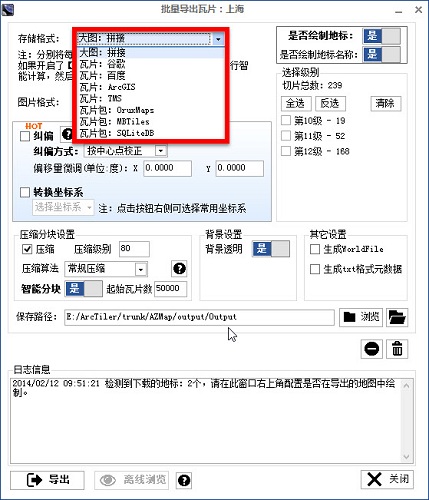 批量导出瓦片：上海
存储格式：
大图：拼接
大图：拼接
瓦片：谷歌
瓦片：百度
瓦片：ArcGIS
瓦片：TMS
瓦片包：OruxMaps
瓦片包：MBTiles
瓦片包：SQLiteDB
注：分别将每
如果开启了
行智
能计算，然后
图片格式：
是否绘制地标：
是
是否绘制地标名称：
是
选择级别
切片总数：239
全选
反选
清除
第10级 - 19
第11级 - 52
第12级 - 168
HOT
纠偏
纠偏方式：
按中心点校正
偏移量微调(单位:度)：
X
0.0000
Y
0.0000
转换坐标系
选择坐标系
注：点击按钮右侧可选择常用坐标系
压缩分块设置
压缩
压缩级别
80
压缩算法
常规压缩
智能分块
是
起始瓦片数
50000
背景设置
背景透明
是
其它设置
生成WorldFile
生成txt格式元数据
保存路径：
E:/ArcTiler/trunk/AZMap/output/Output
浏览
日志信息
2014/02/12 09:51:21 检测到下载的地标：2个，请在此窗口右上角配置是否在导出的地图中绘
制。
导出
离线浏览
关闭